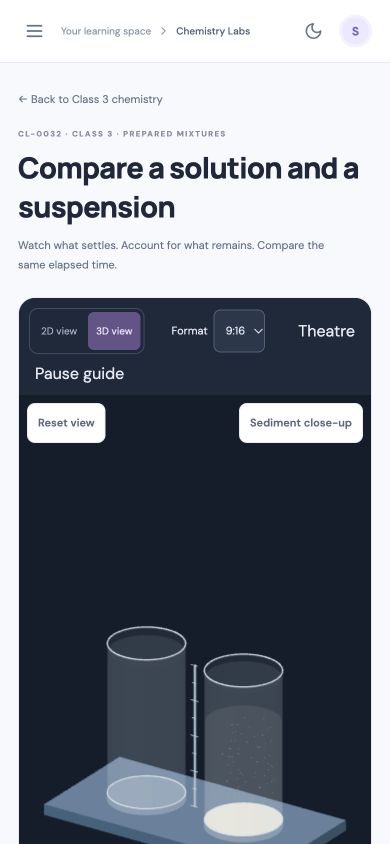 Your learning space > Chemistry Labs S
← Back to Class 3 chemistry
CL-0032 · CLASS 3 · PREPARED MIXTURES
Compare a solution and a
suspension
Watch what settles. Account for what remains. Compare the
same elapsed time.
2D view 3D view Format 9:16 Theatre
Pause guide
Reset view Sediment close-up